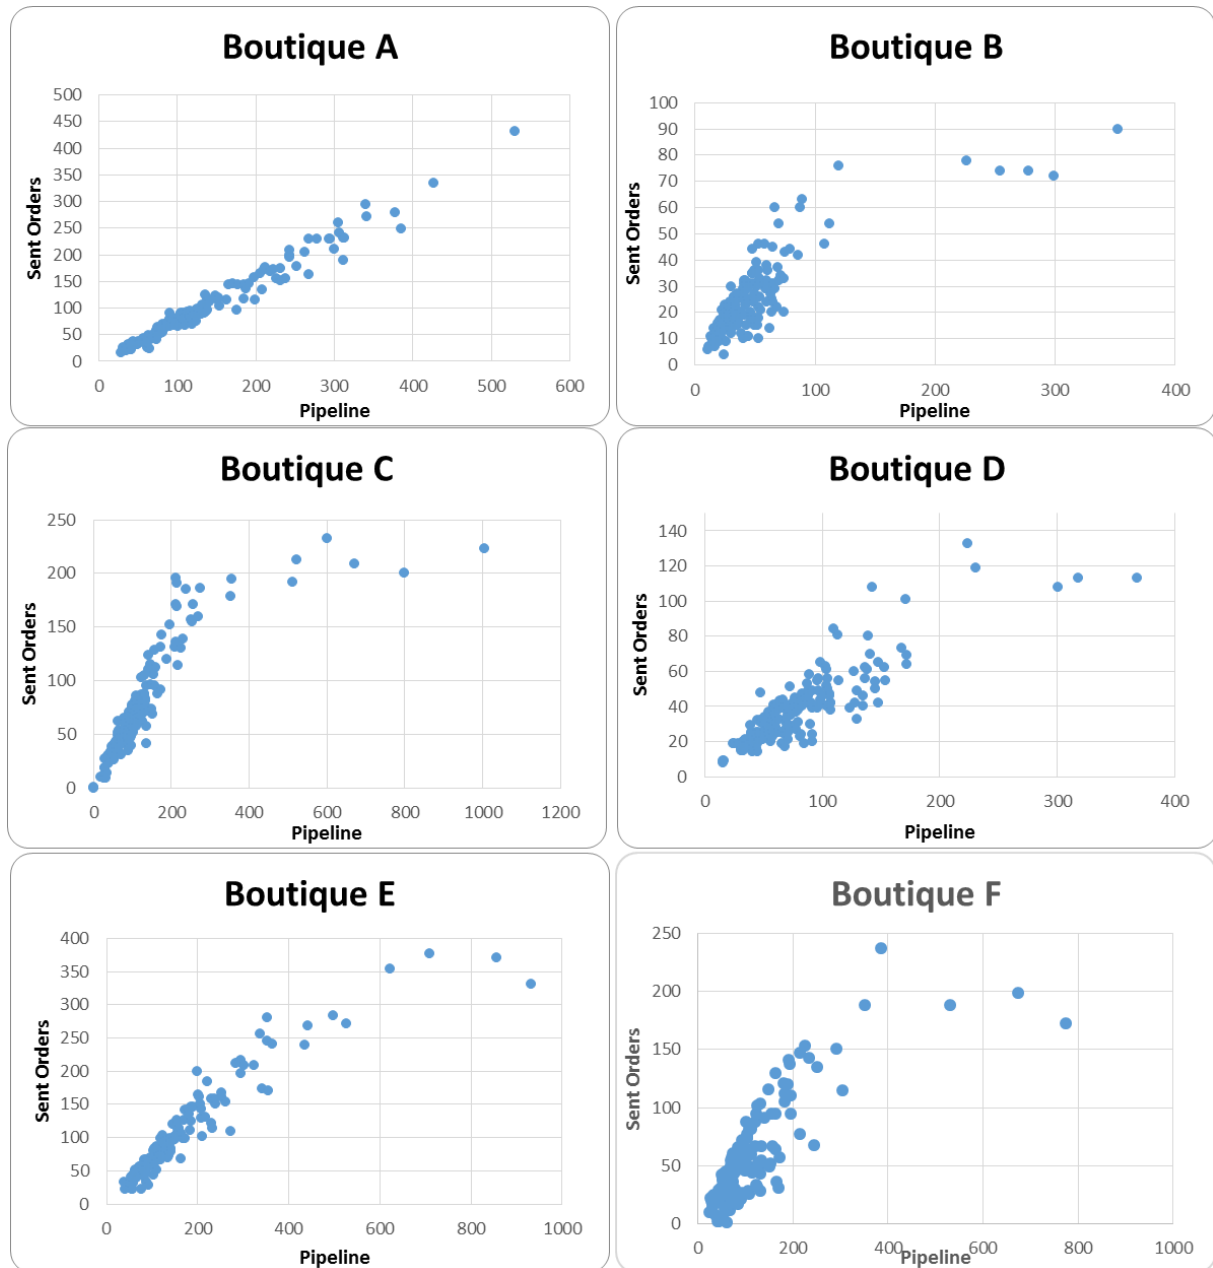 Boutique A
Sent Orders
500
450
400
350
300
250
200
150
100
50
0
0 100 200 300 400 500 600
Pipeline
Boutique B
Sent Orders
100
90
80
70
60
50
40
30
20
10
0
0 100 200 300 400
Pipeline
Boutique C
Sent Orders
250
200
150
100
50
0
0 200 400 600 800 1000 1200
Pipeline
Boutique D
Sent Orders
140
120
100
80
60
40
20
0
0 100 200 300 400
Pipeline
Boutique E
Sent Orders
400
350
300
250
200
150
100
50
0
0 200 400 600 800 1000
Pipeline
Boutique F
Sent Orders
250
200
150
100
50
0
0 200 400 600 800 1000
Pipeline